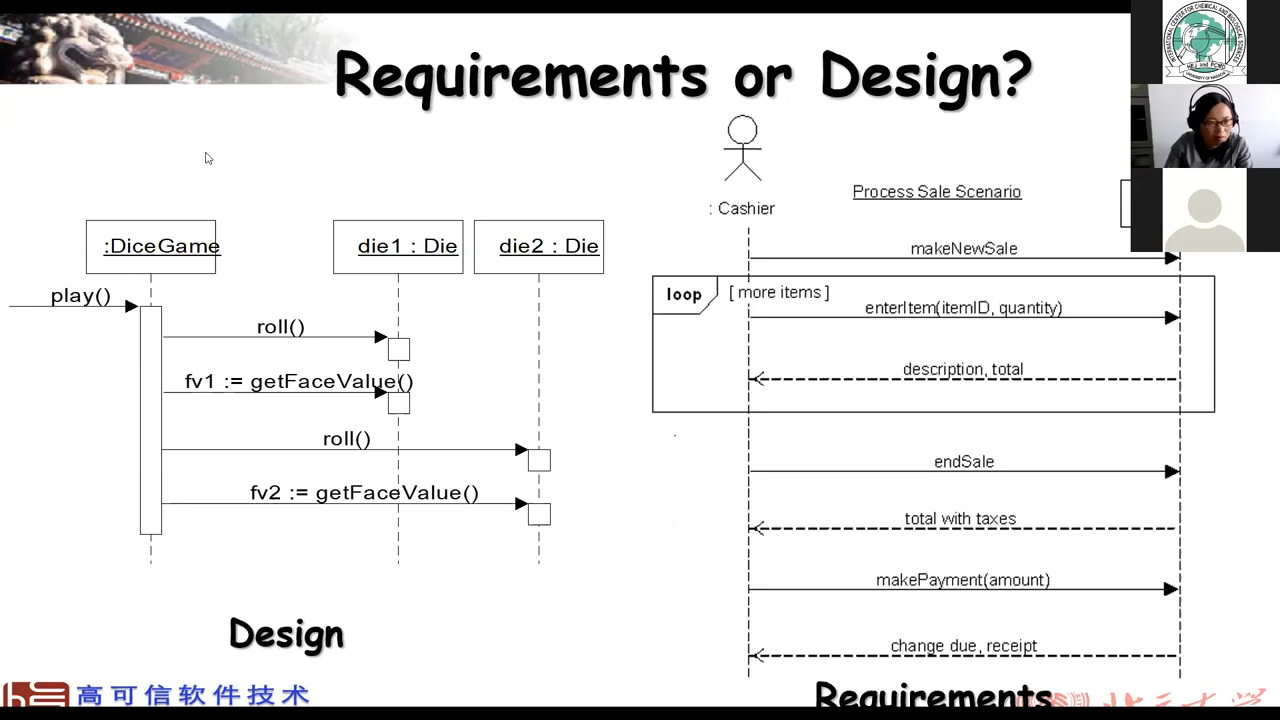 Requirements or Design?
:DiceGame
die1 : Die
die2 : Die
play()
roll()
fv1 := getFaceValue()
roll()
fv2 := getFaceValue()
Design
: Cashier
Process Sale Scenario
makeNewSale
loop
[ more items ]
enterItem(itemID, quantity)
description, total
endSale
total with taxes
makePayment(amount)
change due, receipt
Requirements
高可信软件技术